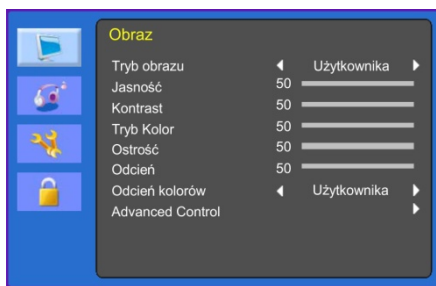 Obraz
Tryb obrazu Użytkownika
Jasność 50
Kontrast 50
Tryb Kolor 50
Ostrość 50
Odcień 50
Odcień kolorów Użytkownika
Advanced Control